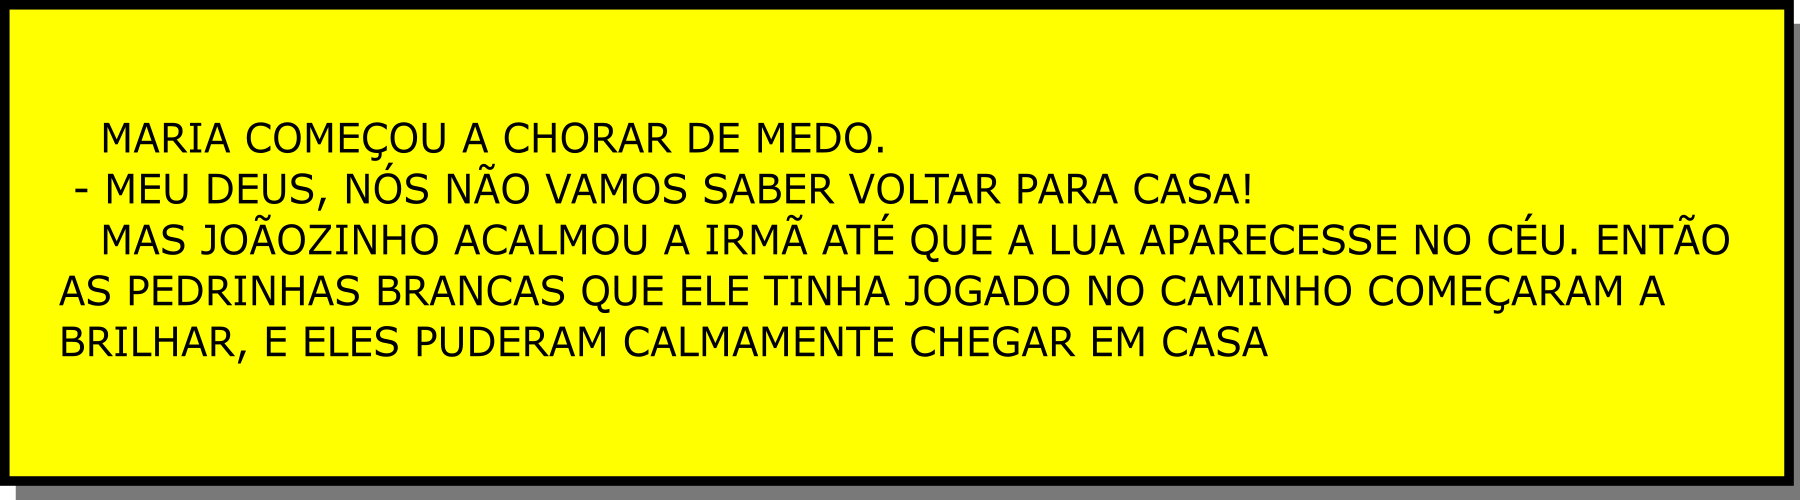 MARIA COMEÇOU A CHORAR DE MEDO.
- MEU DEUS, NÓS NÃO VAMOS SABER VOLTAR PARA CASA!
MAS JOÃOZINHO ACALMOU A IRMÃ ATÉ QUE A LUA APARECESSE NO CÉU. ENTÃO
AS PEDRINHAS BRANCAS QUE ELE TINHA JOGADO NO CAMINHO COMEÇARAM A
BRILHAR, E ELES PUDERAM CALMAMENTE CHEGAR EM CASA